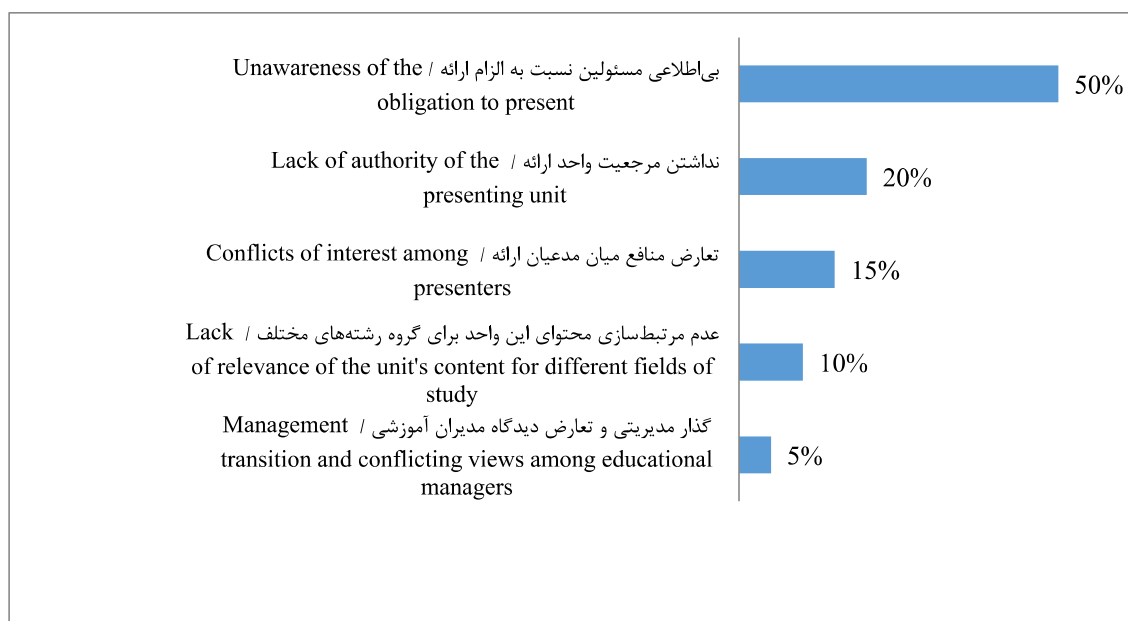 بی‌اطلاعی مسئولین نسبت به الزام ارائه / Unawareness of the
obligation to present
50%
نداشتن مرجعیت واحد ارائه / Lack of authority of the
presenting unit
20%
تعارض منافع میان مدعیان ارائه / Conflicts of interest among
presenters
15%
عدم مرتبط‌سازی محتوای این واحد برای گروه رشته‌های مختلف / Lack
of relevance of the unit's content for different fields of
study
10%
گذار مدیریتی و تعارض دیدگاه مدیران آموزشی / Management
transition and conflicting views among educational
managers
5%